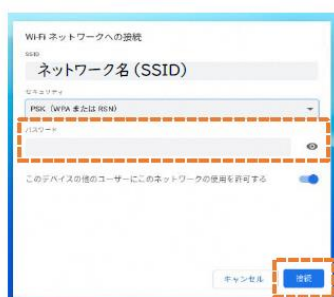 Wi-Fi ネットワークへの接続
SSID
ネットワーク名 (SSID)
セキュリティ
PSK（WPA または RSN）
パスワード
このデバイスの他のユーザーにこのネットワークの使用を許可する
キャンセル
接続